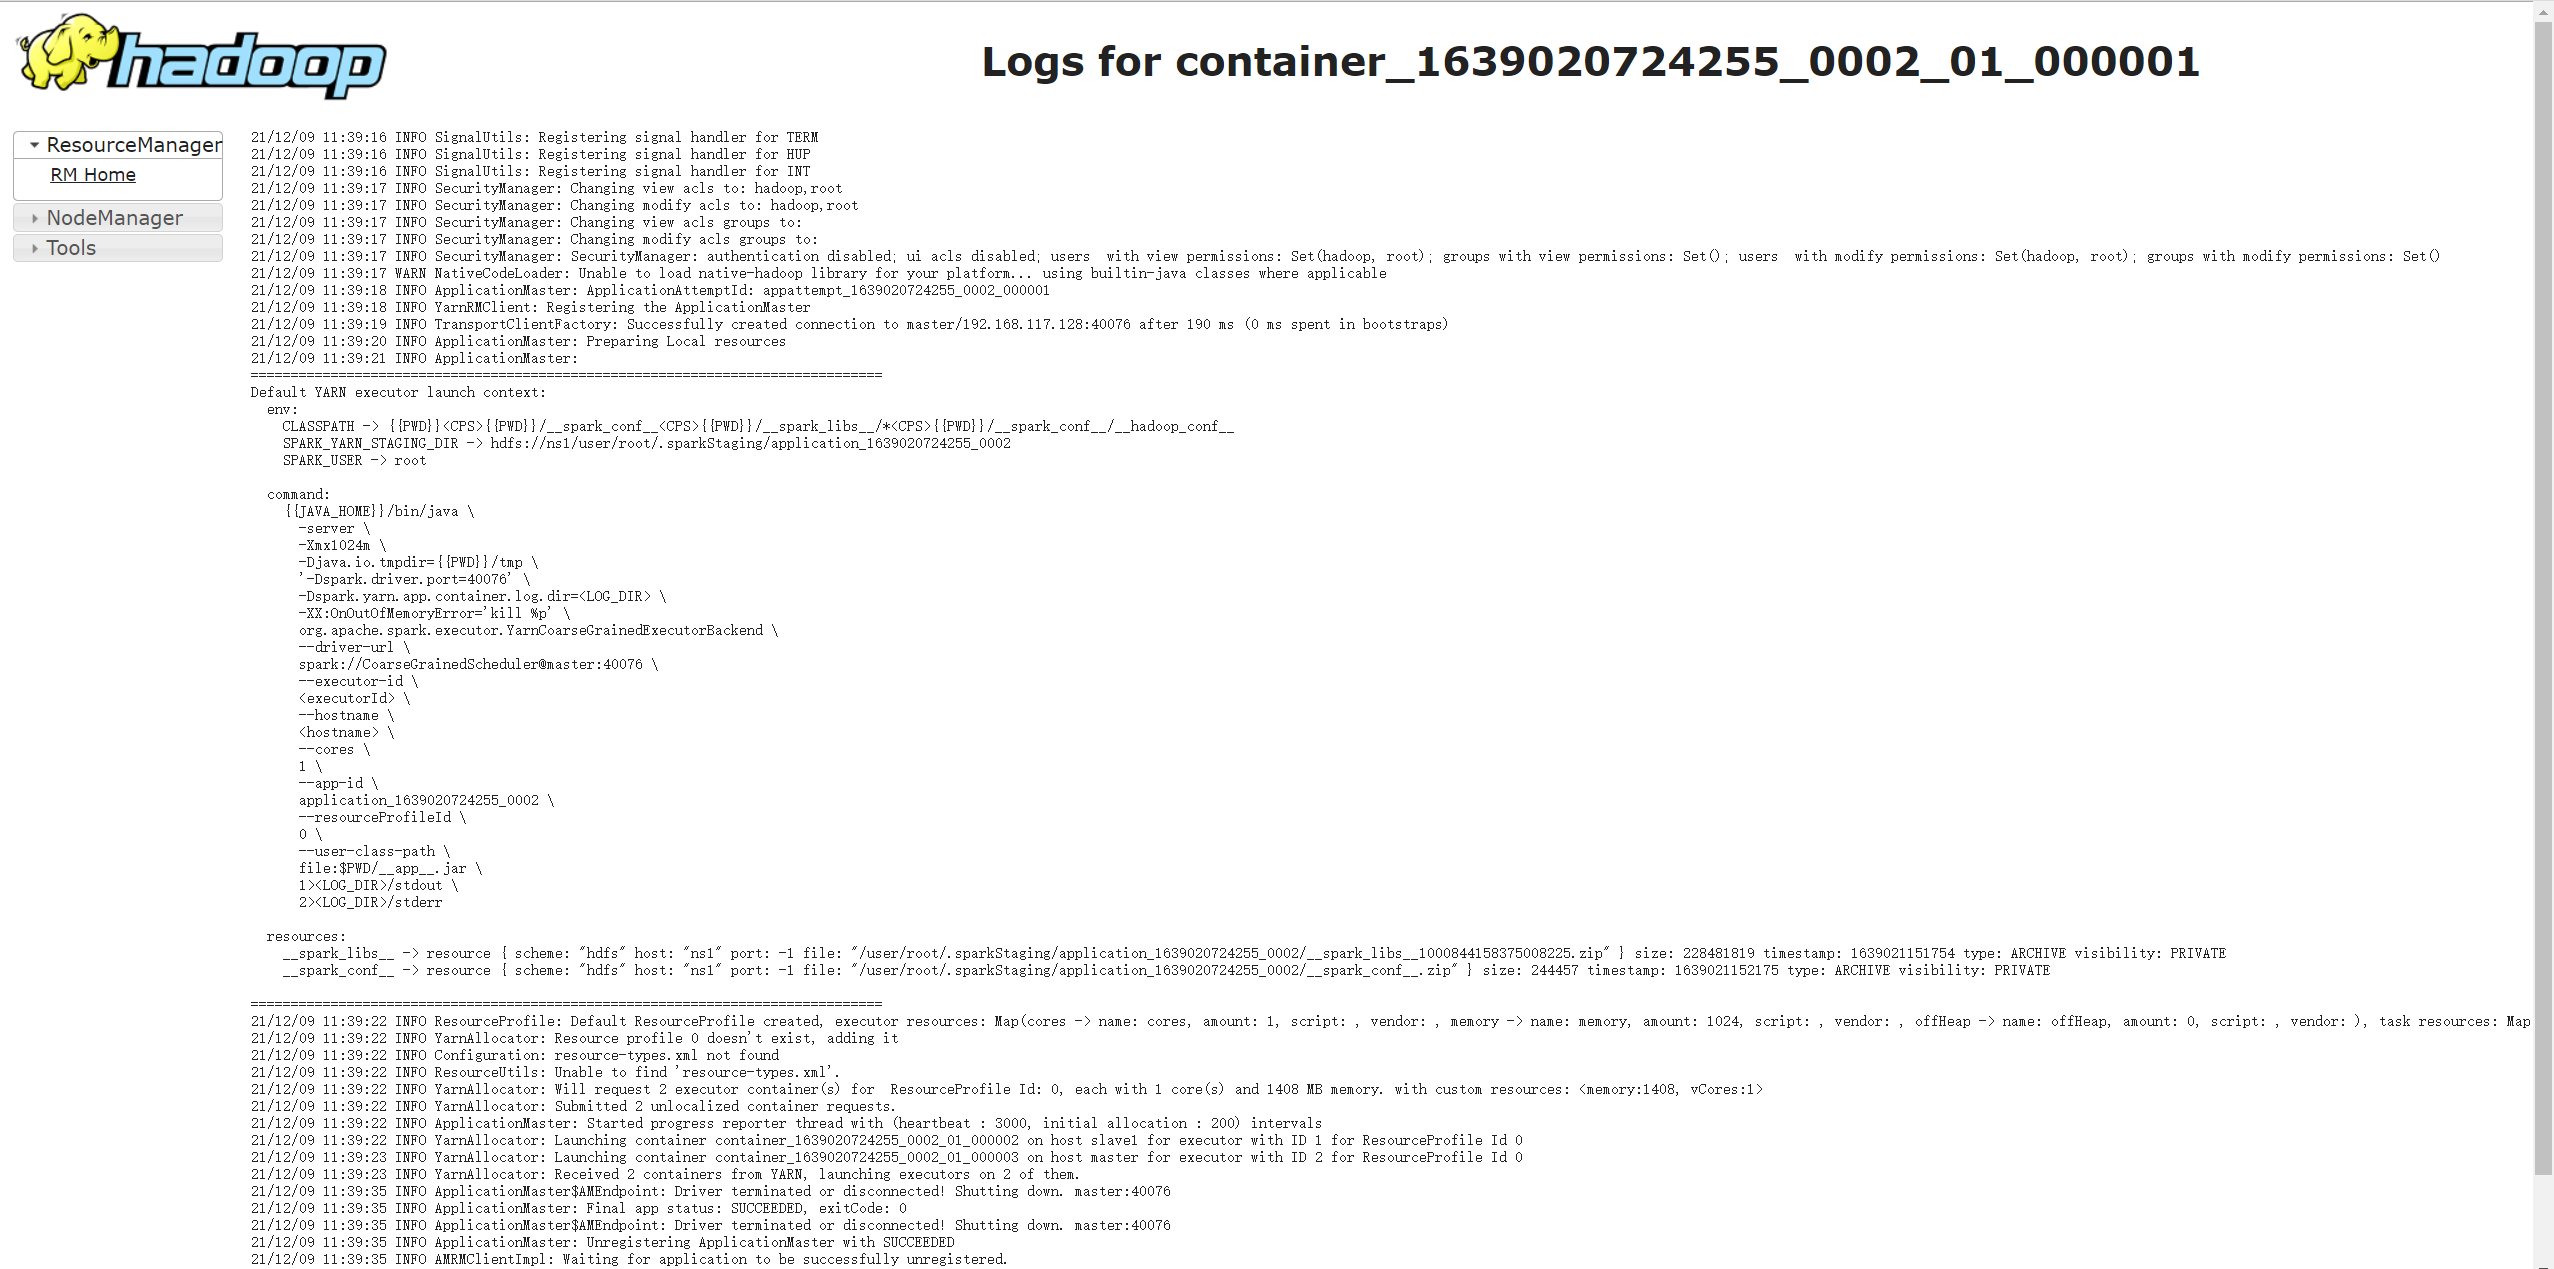 hadoop
Logs for container_1639020724255_0002_01_000001
ResourceManager
RM Home
NodeManager
Tools
21/12/09 11:39:16 INFO SignalUtils: Registering signal handler for TERM
21/12/09 11:39:16 INFO SignalUtils: Registering signal handler for HUP
21/12/09 11:39:16 INFO SignalUtils: Registering signal handler for INT
21/12/09 11:39:17 INFO SecurityManager: Changing view acls to: hadoop,root
21/12/09 11:39:17 INFO SecurityManager: Changing modify acls to: hadoop,root
21/12/09 11:39:17 INFO SecurityManager: Changing view acls groups to:
21/12/09 11:39:17 INFO SecurityManager: Changing modify acls groups to:
21/12/09 11:39:17 INFO SecurityManager: SecurityManager: authentication disabled; ui acls disabled; users  with view permissions: Set(hadoop, root); groups with view permissions: Set(); users  with modify permissions: Set(hadoop, root); groups with modify permissions: Set()
21/12/09 11:39:17 WARN NativeCodeLoader: Unable to load native-hadoop library for your platform... using builtin-java classes where applicable
21/12/09 11:39:18 INFO ApplicationMaster: ApplicationAttemptId: appattempt_1639020724255_0002_000001
21/12/09 11:39:18 INFO YarnRMClient: Registering the ApplicationMaster
21/12/09 11:39:19 INFO TransportClientFactory: Successfully created connection to master/192.168.117.128:40076 after 190 ms (0 ms spent in bootstraps)
21/12/09 11:39:20 INFO ApplicationMaster: Preparing Local resources
21/12/09 11:39:21 INFO ApplicationMaster:
===============================================================================
Default YARN executor launch context:
  env:
    CLASSPATH -> {{PWD}}<CPS>{{PWD}}/__spark_conf__<CPS>{{PWD}}/__spark_libs__/*<CPS>{{PWD}}/__spark_conf__/__hadoop_conf__
    SPARK_YARN_STAGING_DIR -> hdfs://ns1/user/root/.sparkStaging/application_1639020724255_0002
    SPARK_USER -> root
  command:
    {{JAVA_HOME}}/bin/java \
      -server \
      -Xmx1024m \
      -Djava.io.tmpdir={{PWD}}/tmp \
      '-Dspark.driver.port=40076' \
      -Dspark.yarn.app.container.log.dir=<LOG_DIR> \
      -XX:OnOutOfMemoryError='kill %p' \
      org.apache.spark.executor.YarnCoarseGrainedExecutorBackend \
      --driver-url \
      spark://CoarseGrainedScheduler@master:40076 \
      --executor-id \
      <executorId> \
      --hostname \
      <hostname> \
      --cores \
      1 \
      --app-id \
      application_1639020724255_0002 \
      --resourceProfileId \
      0 \
      --user-class-path \
      file:$PWD/__app__.jar \
      1><LOG_DIR>/stdout \
      2><LOG_DIR>/stderr
  resources:
    __spark_libs__ -> resource { scheme: "hdfs" host: "ns1" port: -1 file: "/user/root/.sparkStaging/application_1639020724255_0002/__spark_libs__1000844158375008225.zip" } size: 228481819 timestamp: 1639021151754 type: ARCHIVE visibility: PRIVATE
    __spark_conf__ -> resource { scheme: "hdfs" host: "ns1" port: -1 file: "/user/root/.sparkStaging/application_1639020724255_0002/__spark_conf__.zip" } size: 244457 timestamp: 1639021152175 type: ARCHIVE visibility: PRIVATE
===============================================================================
21/12/09 11:39:22 INFO ResourceProfile: Default ResourceProfile created, executor resources: Map(cores -> name: cores, amount: 1, script: , vendor: , memory -> name: memory, amount: 1024, script: , vendor: , offHeap -> name: offHeap, amount: 0, script: , vendor: ), task resources: Map
21/12/09 11:39:22 INFO YarnAllocator: Resource profile 0 doesn't exist, adding it
21/12/09 11:39:22 INFO Configuration: resource-types.xml not found
21/12/09 11:39:22 INFO ResourceUtils: Unable to find 'resource-types.xml'.
21/12/09 11:39:22 INFO YarnAllocator: Will request 2 executor container(s) for  ResourceProfile Id: 0, each with 1 core(s) and 1408 MB memory. with custom resources: <memory:1408, vCores:1>
21/12/09 11:39:22 INFO YarnAllocator: Submitted 2 unlocalized container requests.
21/12/09 11:39:22 INFO ApplicationMaster: Started progress reporter thread with (heartbeat : 3000, initial allocation : 200) intervals
21/12/09 11:39:22 INFO YarnAllocator: Launching container container_1639020724255_0002_01_000002 on host slave1 for executor with ID 1 for ResourceProfile Id 0
21/12/09 11:39:23 INFO YarnAllocator: Launching container container_1639020724255_0002_01_000003 on host master for executor with ID 2 for ResourceProfile Id 0
21/12/09 11:39:23 INFO YarnAllocator: Received 2 containers from YARN, launching executors on 2 of them.
21/12/09 11:39:35 INFO ApplicationMaster$AMEndpoint: Driver terminated or disconnected! Shutting down. master:40076
21/12/09 11:39:35 INFO ApplicationMaster: Final app status: SUCCEEDED, exitCode: 0
21/12/09 11:39:35 INFO ApplicationMaster$AMEndpoint: Driver terminated or disconnected! Shutting down. master:40076
21/12/09 11:39:35 INFO ApplicationMaster: Unregistering ApplicationMaster with SUCCEEDED
21/12/09 11:39:35 INFO AMRMClientImpl: Waiting for application to be successfully unregistered.